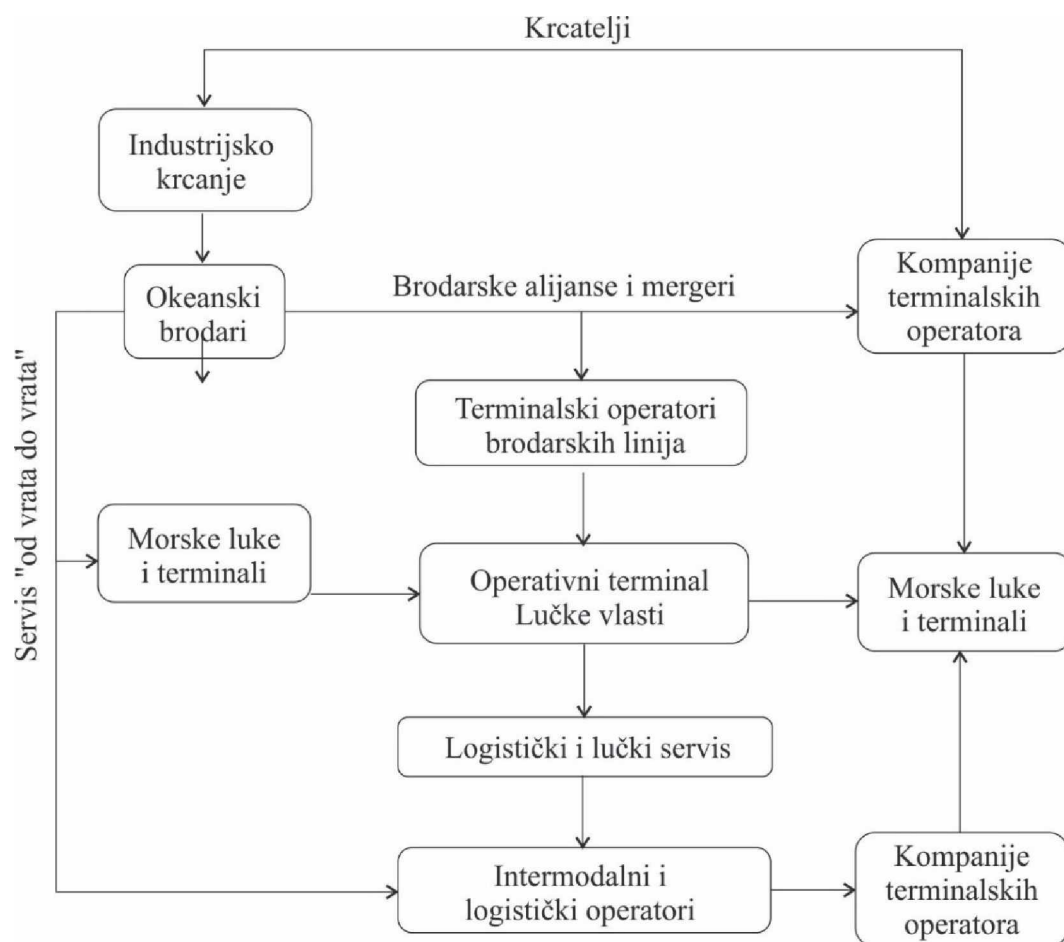 Krcatelji
Industrijsko
krcanje
Okeanski
brodari
Brodarske alijanse i mergeri
Kompanije
terminalskih
operatora
Servis "od vrata do vrata"
Terminalski operatori
brodarskih linija
Morske luke
i terminali
Operativni terminal
Lučke vlasti
Morske luke
i terminali
Logistički i lučki servis
Intermodalni i
logistički operatori
Kompanije
terminalskih
operatora